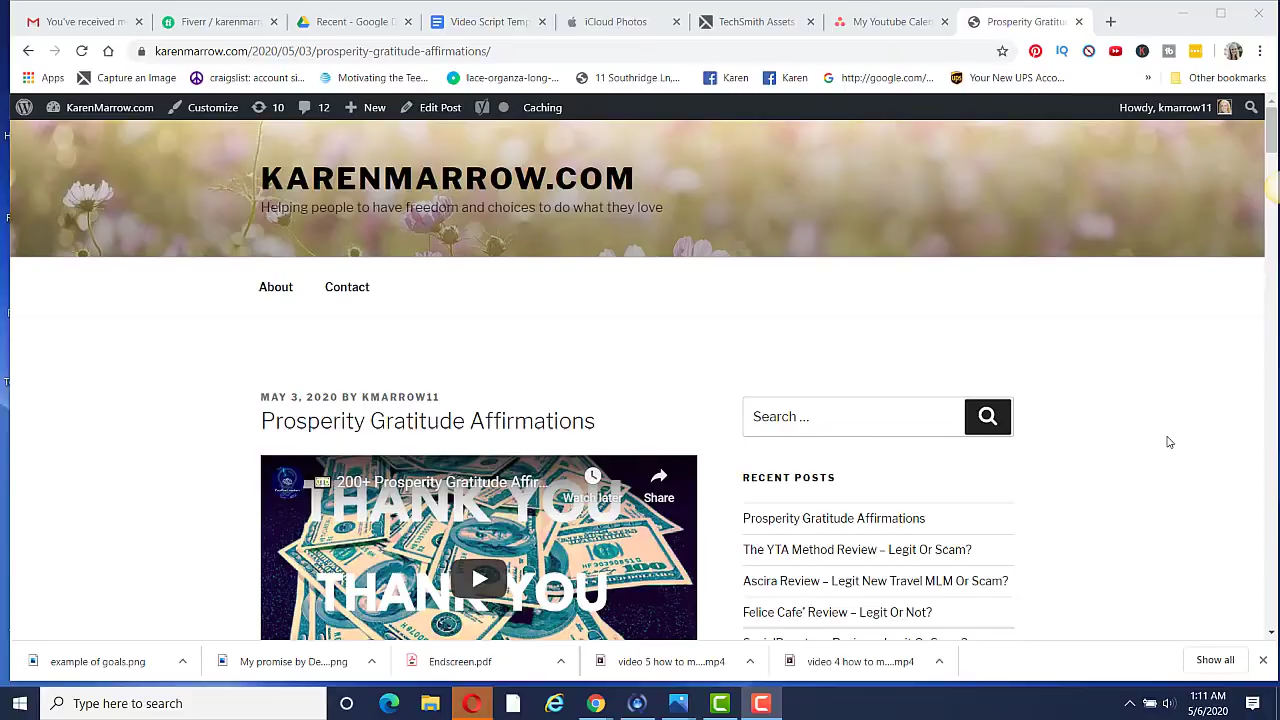 You've received m
Fiverr / karenmarr
Recent - Google D
Video Script Temp
iCloud Photos
TechSmith Assets
My Youtube Calen
Prosperity Gratitu
karenmarrow.com/2020/05/03/prosperity-gratitude-affirmations/
Apps
Capture an Image
craigslist: account si...
Motivating the Tee...
lace-organza-long-...
11 Southridge Ln,...
Karen
Karen
http://google.com/...
Your New UPS Acco...
»
Other bookmarks
KarenMarrow.com
Customize
10
12
New
Edit Post
Caching
Howdy, kmarrow11
KARENMARROW.COM
Helping people to have freedom and choices to do what they love
About
Contact
MAY 3, 2020 BY KMARROW11
Prosperity Gratitude Affirmations
200+ Prosperity Gratitude Affir...
Watch later
Share
THANK YOU
THANK YOU
Search …
RECENT POSTS
Prosperity Gratitude Affirmations
The YTA Method Review – Legit Or Scam?
Ascira Review – Legit New Travel MLM Or Scam?
Felice Cafe' Review – Legit Or Not?
example of goals.png
My promise by De....png
Endscreen.pdf
video 5 how to m....mp4
video 4 how to m....mp4
Show all
Type here to search
1:11 AM
5/6/2020